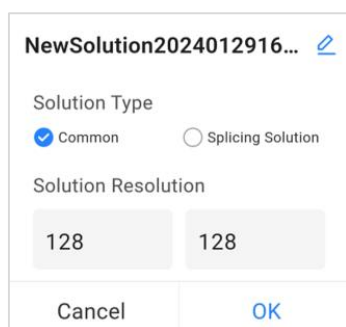 NewSolution2024012916...
Solution Type
Common Splicing Solution
Solution Resolution
128 128
Cancel OK